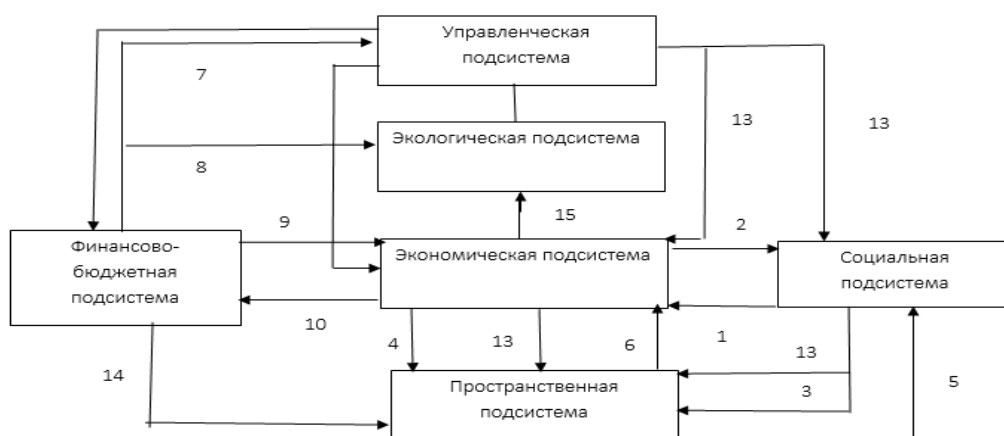 Управленческая
подсистема
7
13
13
Экологическая подсистема
8
9
15
2
Финансово-
бюджетная
подсистема
Экономическая подсистема
Социальная
подсистема
10
4
13
6
1
13
14
Пространственная
подсистема
3
5